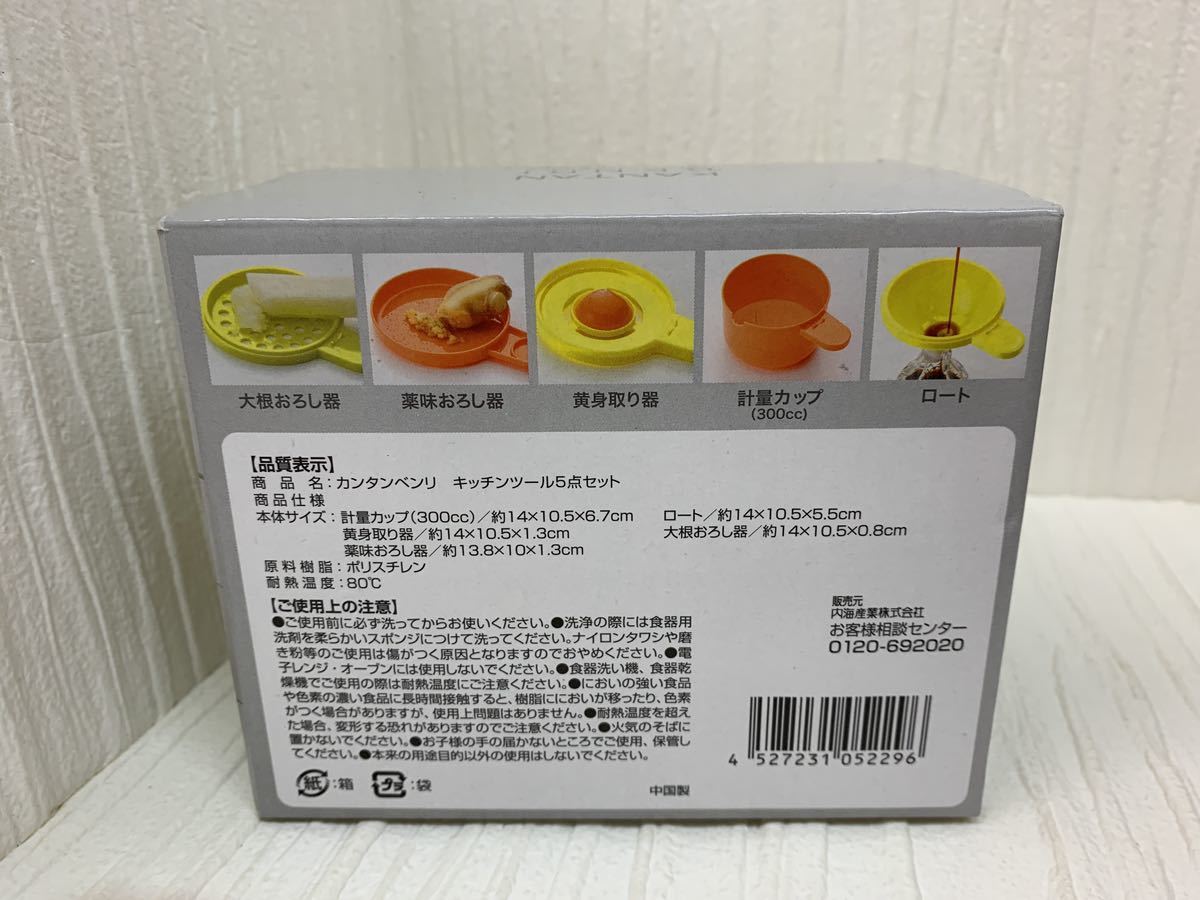 KANTAN
BENRI
大根おろし器
薬味おろし器
黄身取り器
計量カップ
(300cc)
ロート
【品質表示】
商品名:カンタンベンリ キッチンツール5点セット
商品仕様
本体サイズ:計量カップ(300cc)/約14×10.5×6.7cm ロート/約14×10.5×5.5cm
黄身取り器/約14×10.5×1.3cm 大根おろし器/約14×10.5×0.8cm
薬味おろし器/約13.8×10×1.3cm
原料樹脂:ポリスチレン
耐熱温度:80℃
【ご使用上の注意】
●ご使用前に必ず洗ってからお使いください。●洗浄の際には食器用
洗剤を柔らかいスポンジにつけて洗ってください。ナイロンタワシや磨
き粉等のご使用は傷がつく原因となりますのでおやめください。●電
子レンジ・オーブンには使用しないでください。●食器洗い機、食器乾
燥機でご使用の際は耐熱温度にご注意ください。●においの強い食品
や色素の濃い食品に長時間接触すると、樹脂ににおいが移ったり、色素
がつく場合がありますが、使用上問題はありません。●耐熱温度を超え
た場合、変形する恐れがありますのでご注意ください。●火気のそばに
置かないでください。●お子様の手の届かないところでご使用、保管し
てください。●本来の用途目的以外の使用はしないでください。
紙:箱 プラ:袋
中国製
販売元
内海産業株式会社
お客様相談センター
0120-692020
4 527231 052296